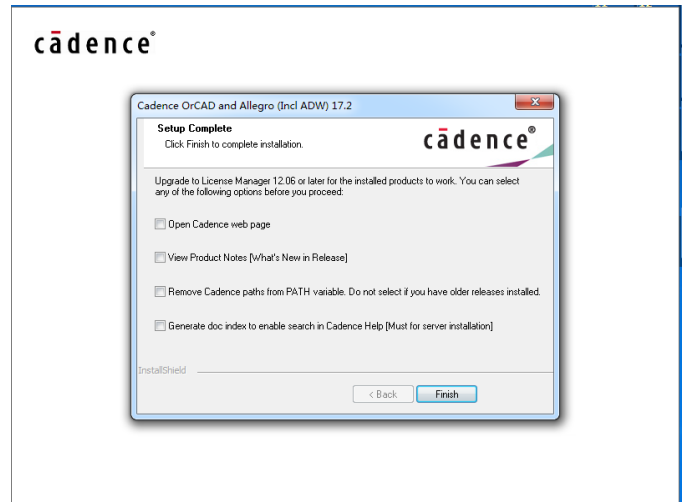 cādence®
Cadence OrCAD and Allegro (Incl ADW) 17.2
Setup Complete
Click Finish to complete installation.
cādence®
Upgrade to License Manager 12.06 or later for the installed products to work. You can select
any of the following options before you proceed:
Open Cadence web page
View Product Notes [What's New in Release]
Remove Cadence paths from PATH variable. Do not select if you have older releases installed.
Generate doc index to enable search in Cadence Help [Must for server installation]
InstallShield
< Back
Finish